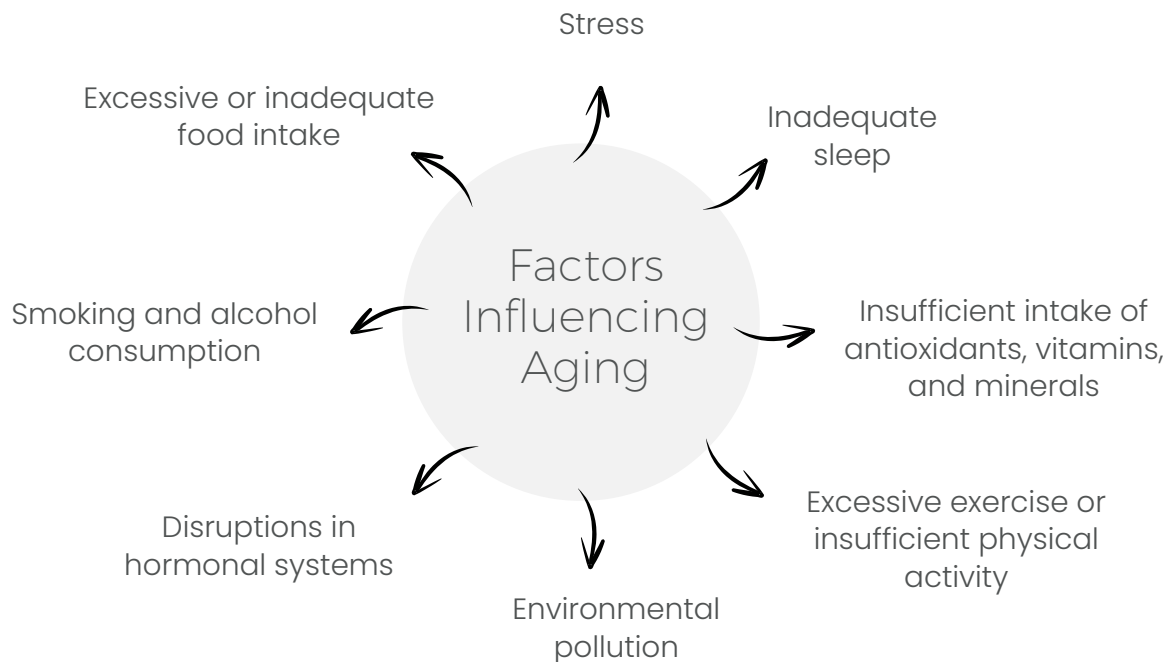 Stress
Excessive or inadequate
food intake
Inadequate
sleep
Factors
Influencing
Aging
Smoking and alcohol
consumption
Insufficient intake of
antioxidants, vitamins,
and minerals
Disruptions in
hormonal systems
Excessive exercise or
insufficient physical
activity
Environmental
pollution